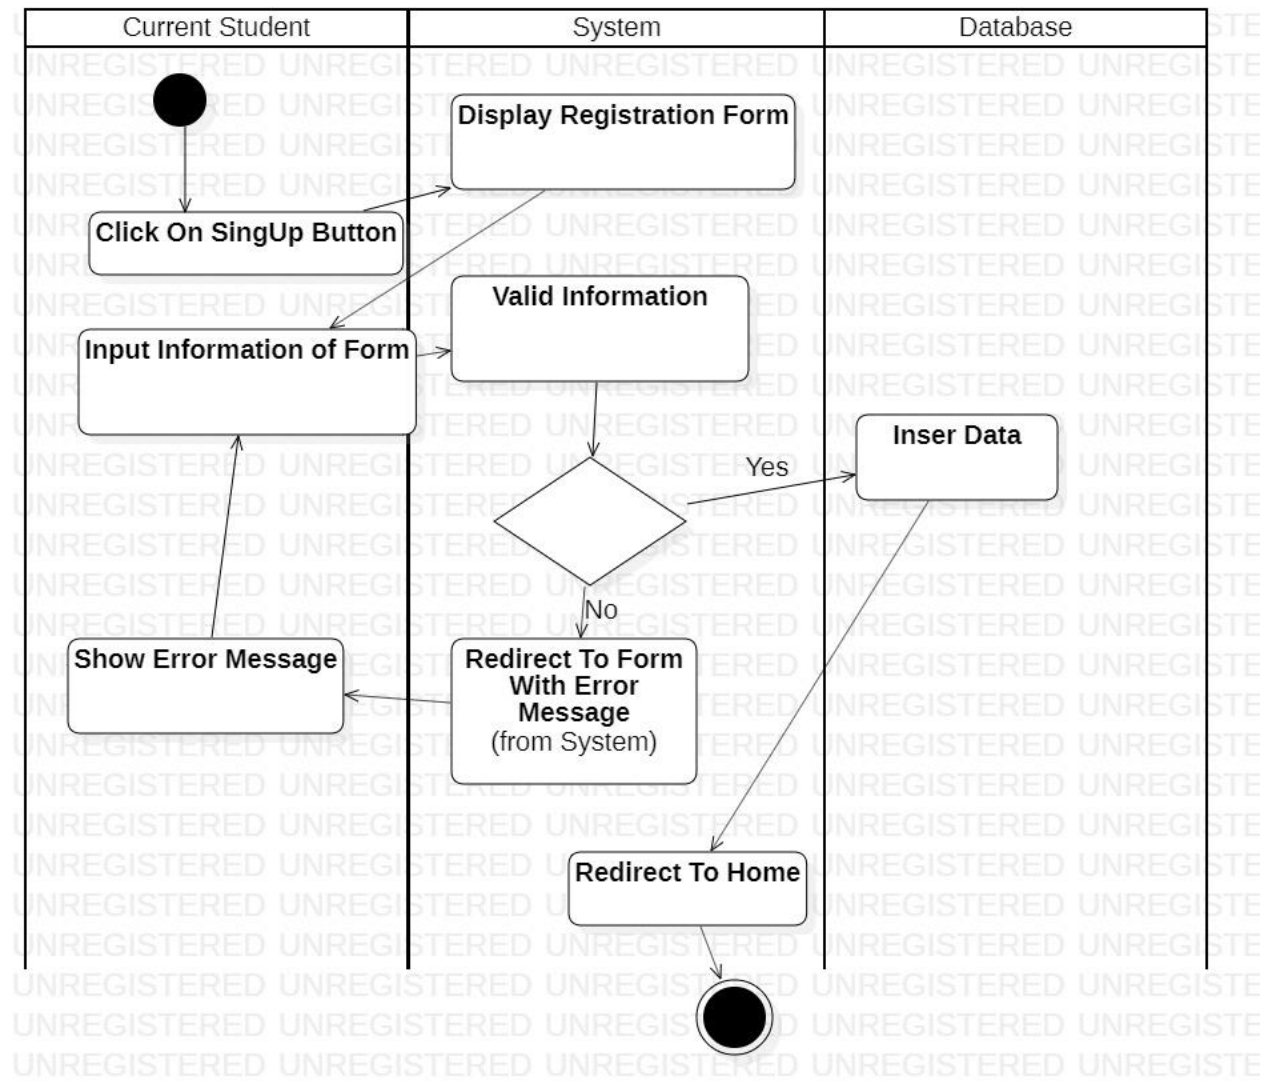 Current Student
System
Database
Display Registration Form
Click On SingUp Button
Valid Information
Input Information of Form
Inser Data
Yes
No
Show Error Message
Redirect To Form
With Error
Message
(from System)
Redirect To Home
UNREGISTERED UNREGISTERED UNREGISTERED UNREGISTERED UNREGISTE